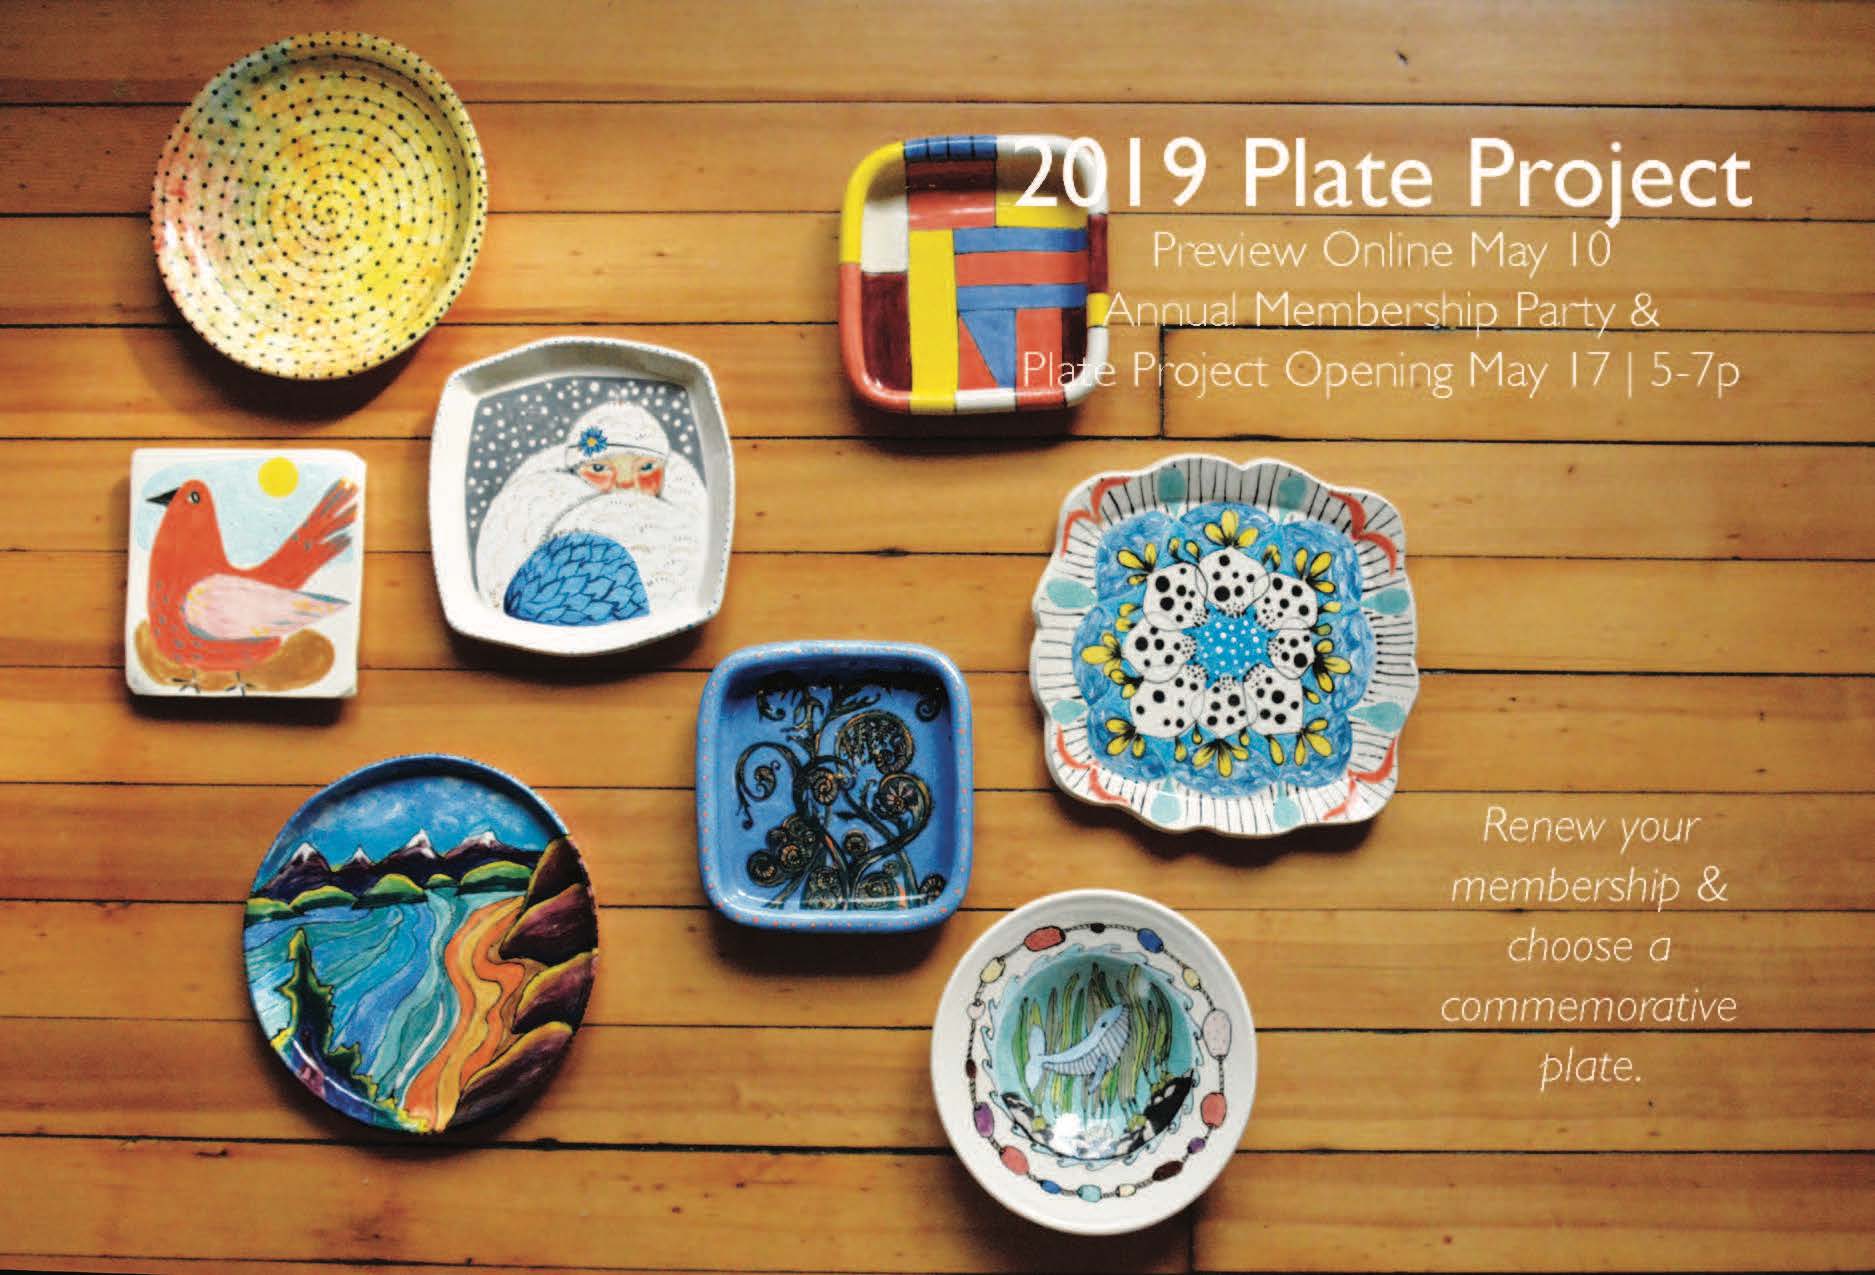 2019 Plate Project
Preview Online May 10
Annual Membership Party &
Plate Project Opening May 17 | 5-7p
Renew your
membership &
choose a
commemorative
plate.